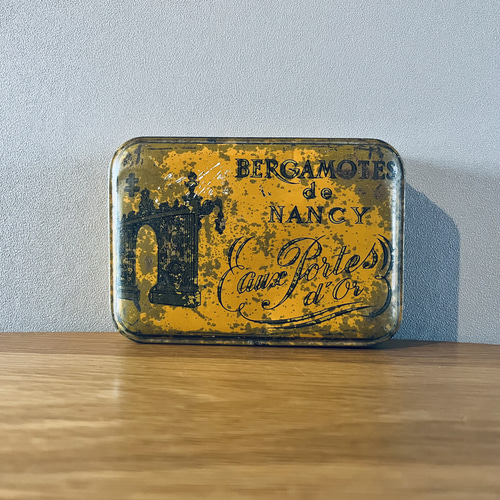 BERGAMOTES
de
NANCY
aux Portes
d'Or